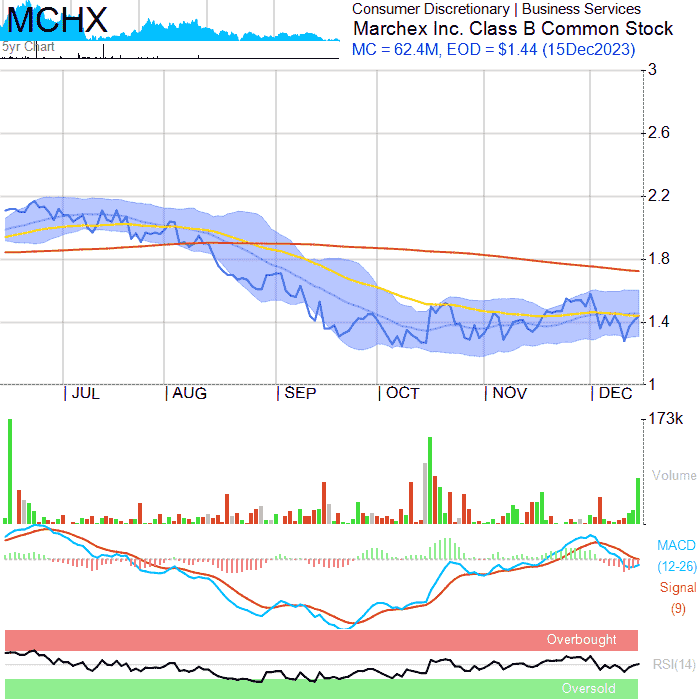 MCHX
5yr Chart
Consumer Discretionary | Business Services
Marchex Inc. Class B Common Stock
MC = 62.4M, EOD = $1.44 (15Dec2023)
3
2.6
2.2
1.8
1.4
1
| JUL | AUG | SEP | OCT | NOV | DEC
173k
Volume
MACD
(12-26)
Signal
(9)
Overbought
RSI(14)
Oversold